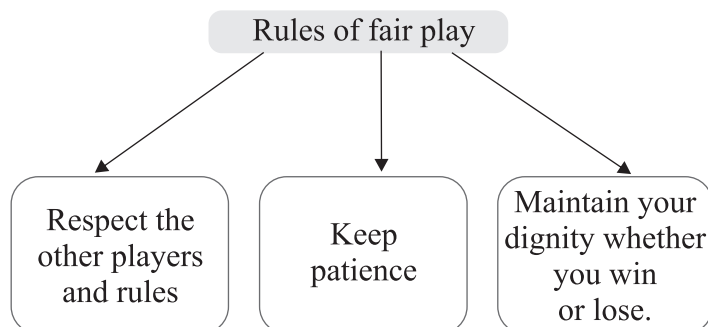 Rules of fair play
Respect the
other players
and rules
Keep
patience
Maintain your
dignity whether
you win
or lose.